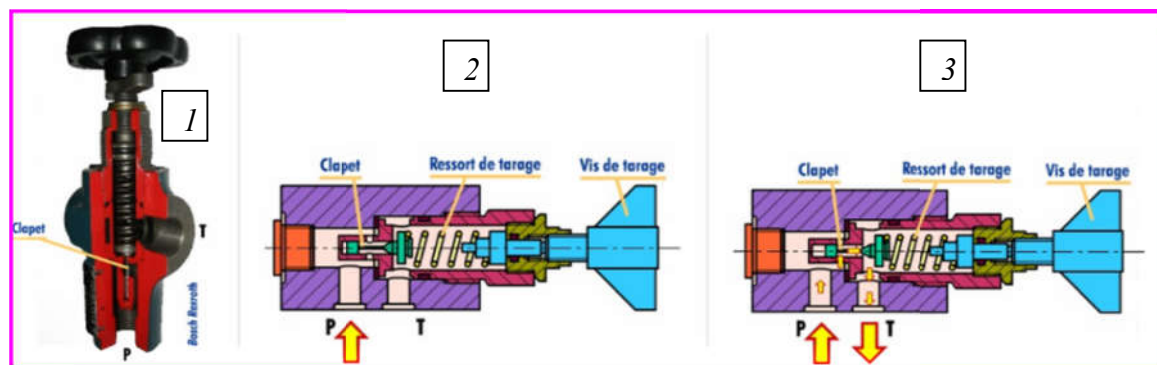 1
Clapet
T
P
Bosch Rexroth
2
Clapet
Ressort de tarage
Vis de tarage
P
T
3
Clapet
Ressort de tarage
Vis de tarage
P
T